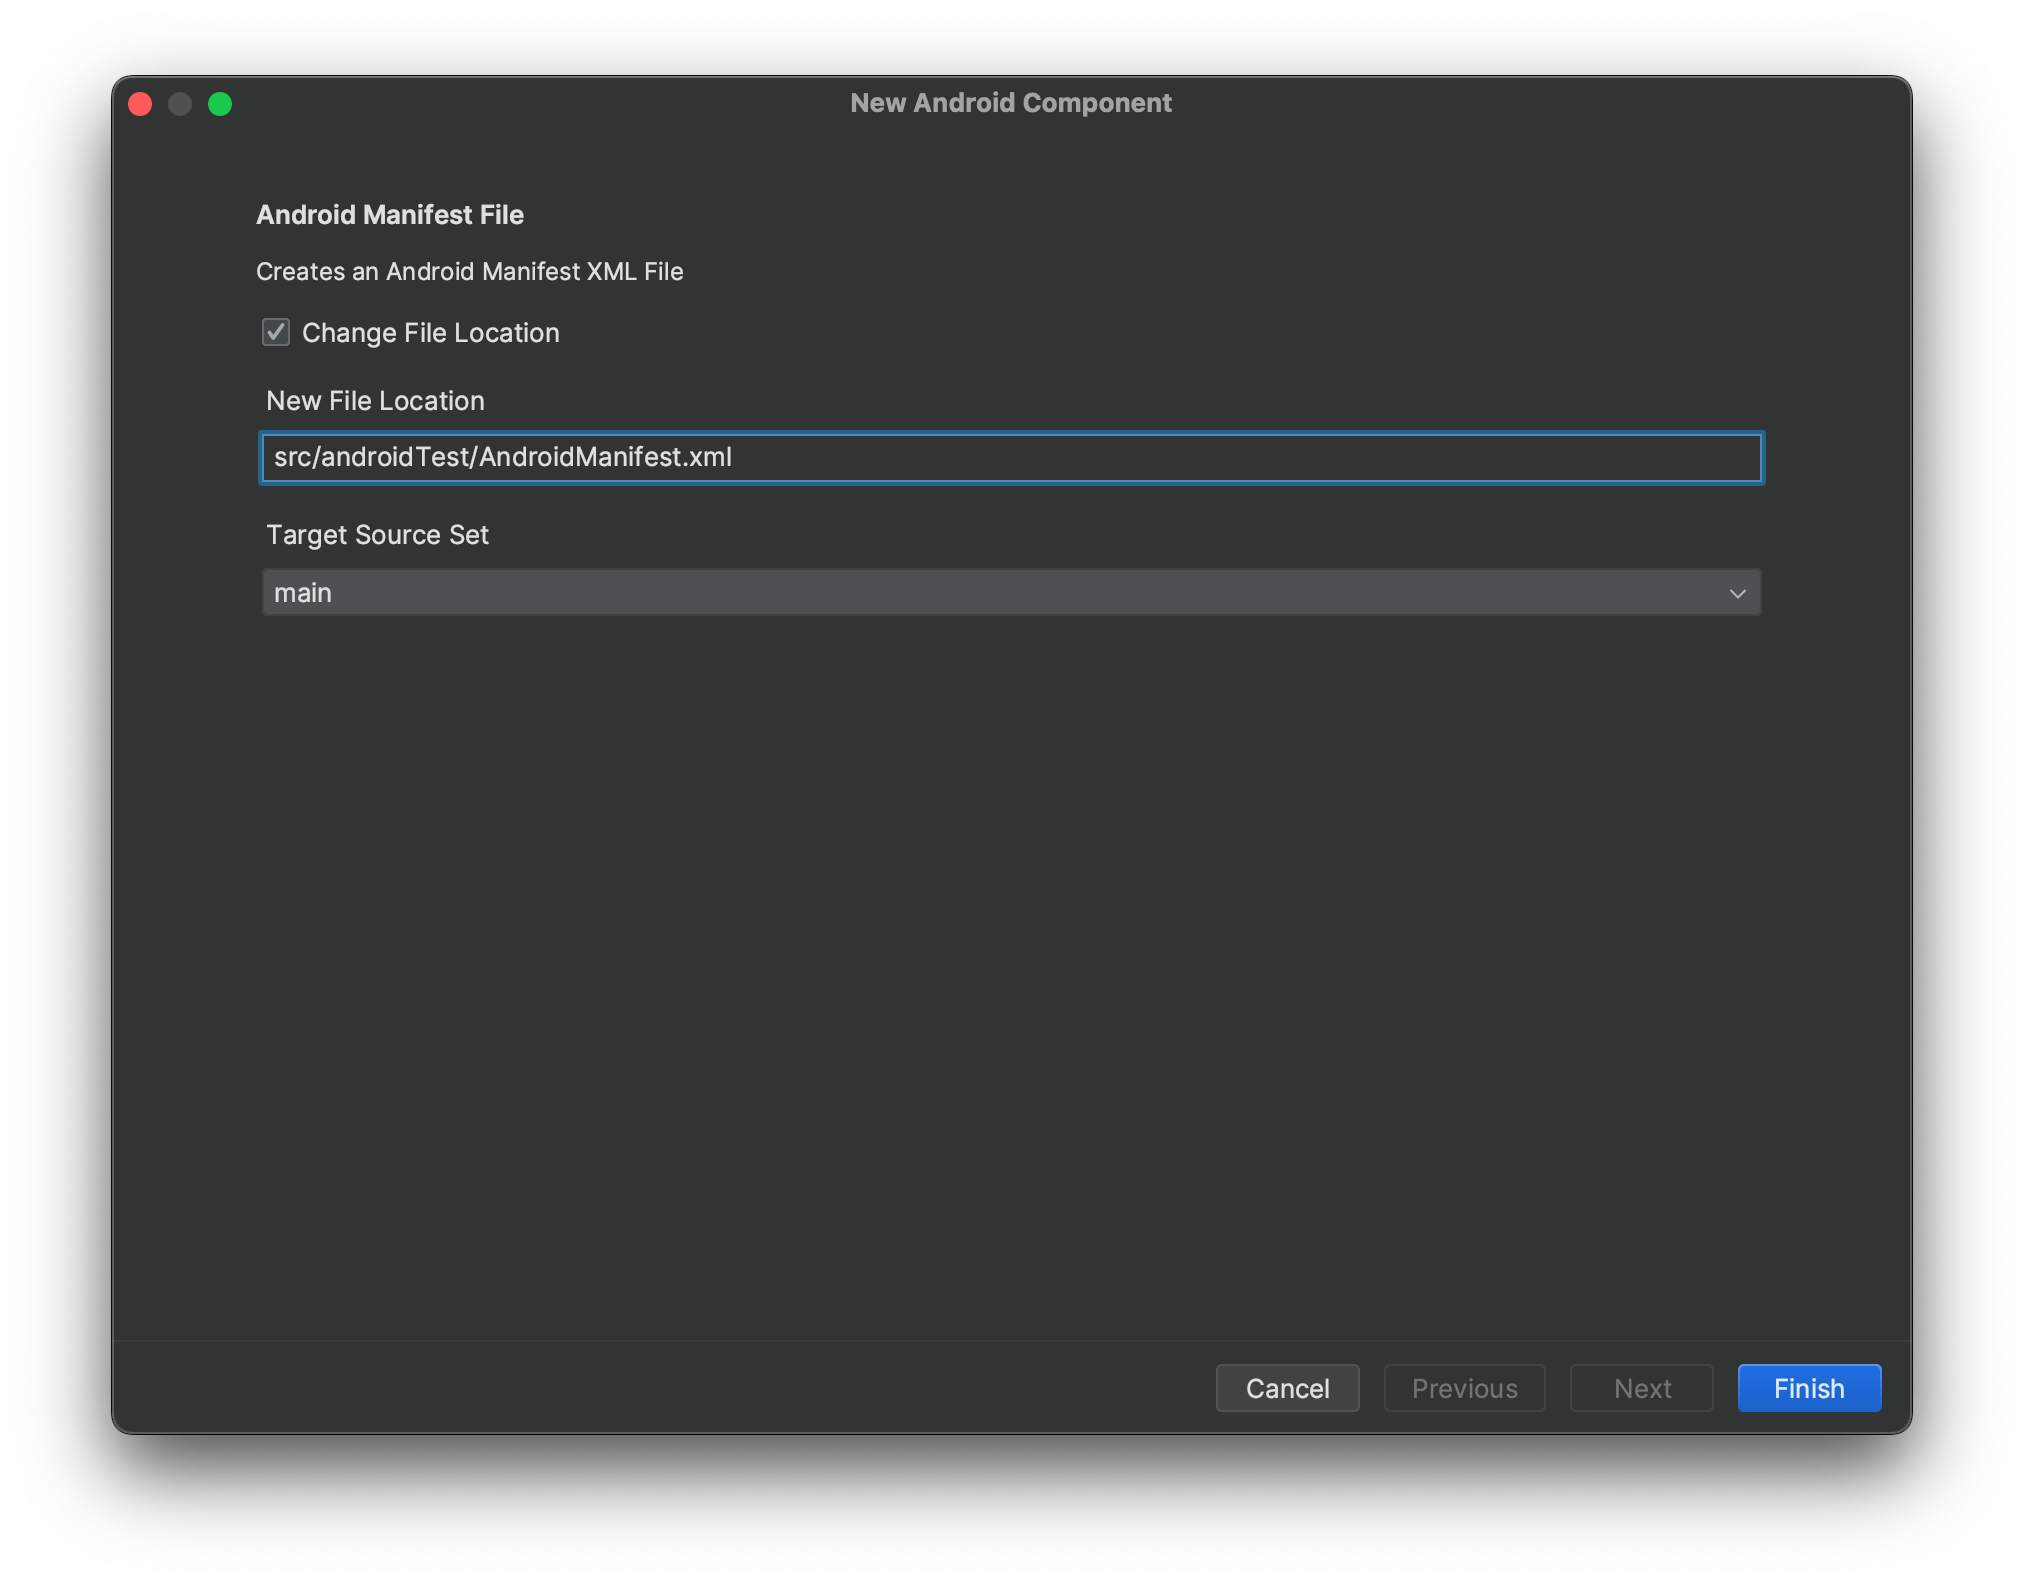 New Android Component
Android Manifest File
Creates an Android Manifest XML File
Change File Location
New File Location
src/androidTest/AndroidManifest.xml
Target Source Set
main
Cancel
Previous
Next
Finish